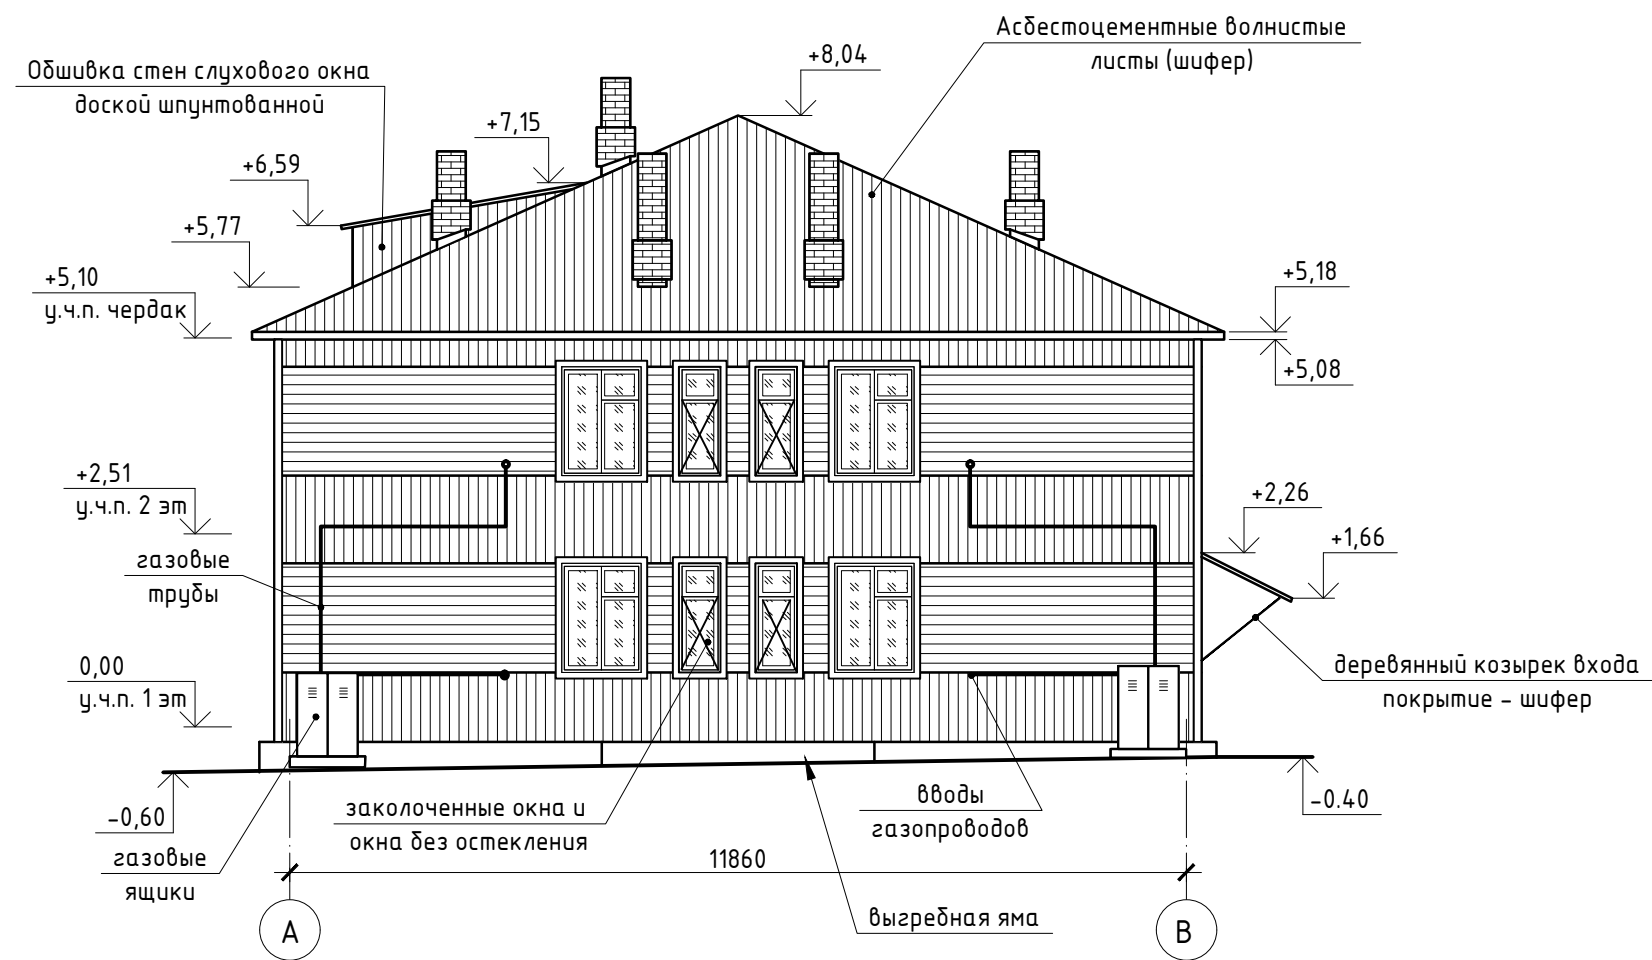 Асбестоцементные волнистые
листы (шифер)
+8,04
Обшивка стен слухового окна
доской шпунтованной
+7,15
+6,59
+5,77
+5,10
у.ч.п. чердак
+5,18
+5,08
+2,51
у.ч.п. 2 эт
+2,26
+1,66
газовые
трубы
0,00
у.ч.п. 1 эт
деревянный козырек входа
покрытие – шифер
-0,60
заколоченные окна и
окна без остекления
вводы
газопроводов
-0.40
газовые
ящики
11860
выгребная яма
А
В